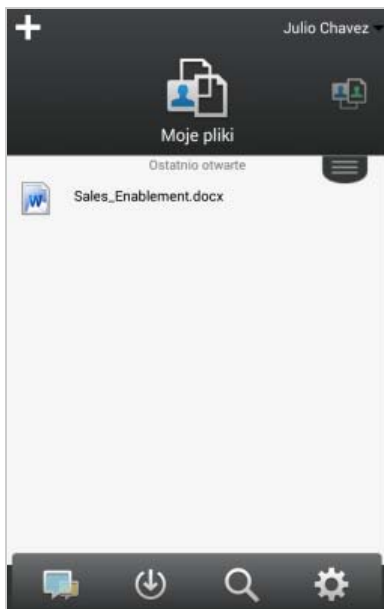 Julio Chavez
Moje pliki
Ostatnio otwarte
Sales_Enablement.docx